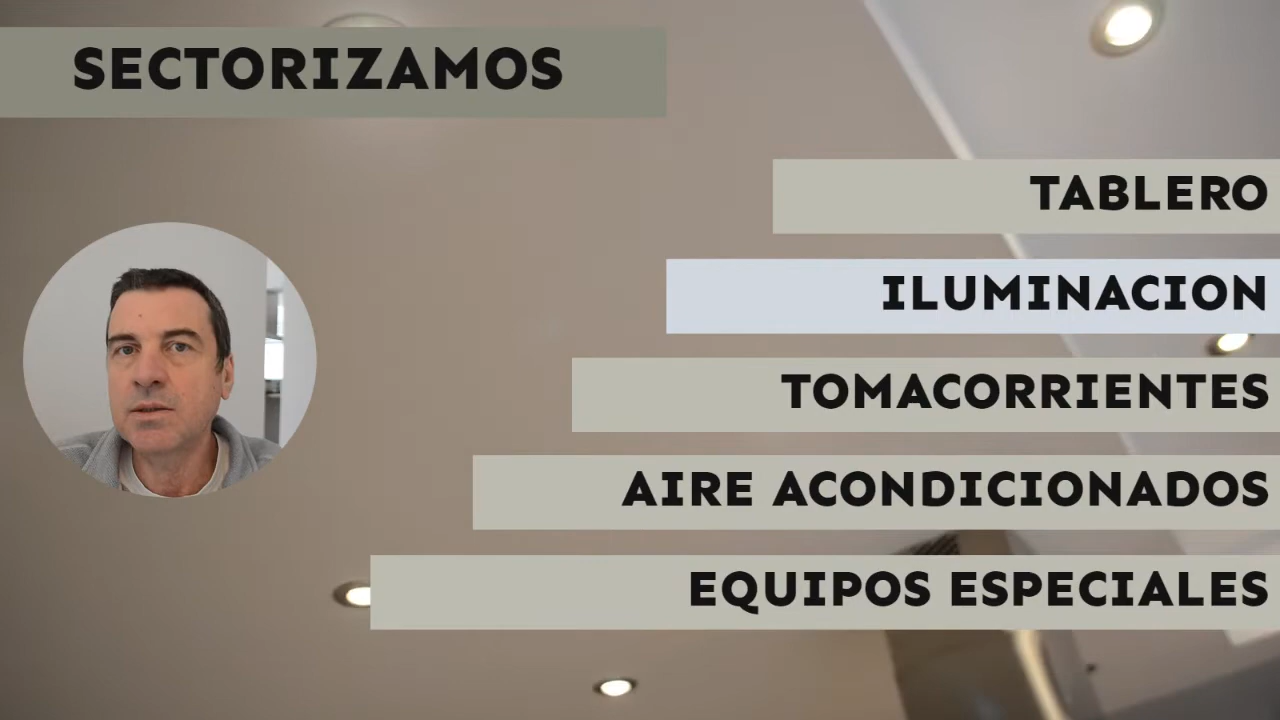 SECTORIZAMOS
TABLERO
ILUMINACION
TOMACORRIENTES
AIRE ACONDICIONADOS
EQUIPOS ESPECIALES